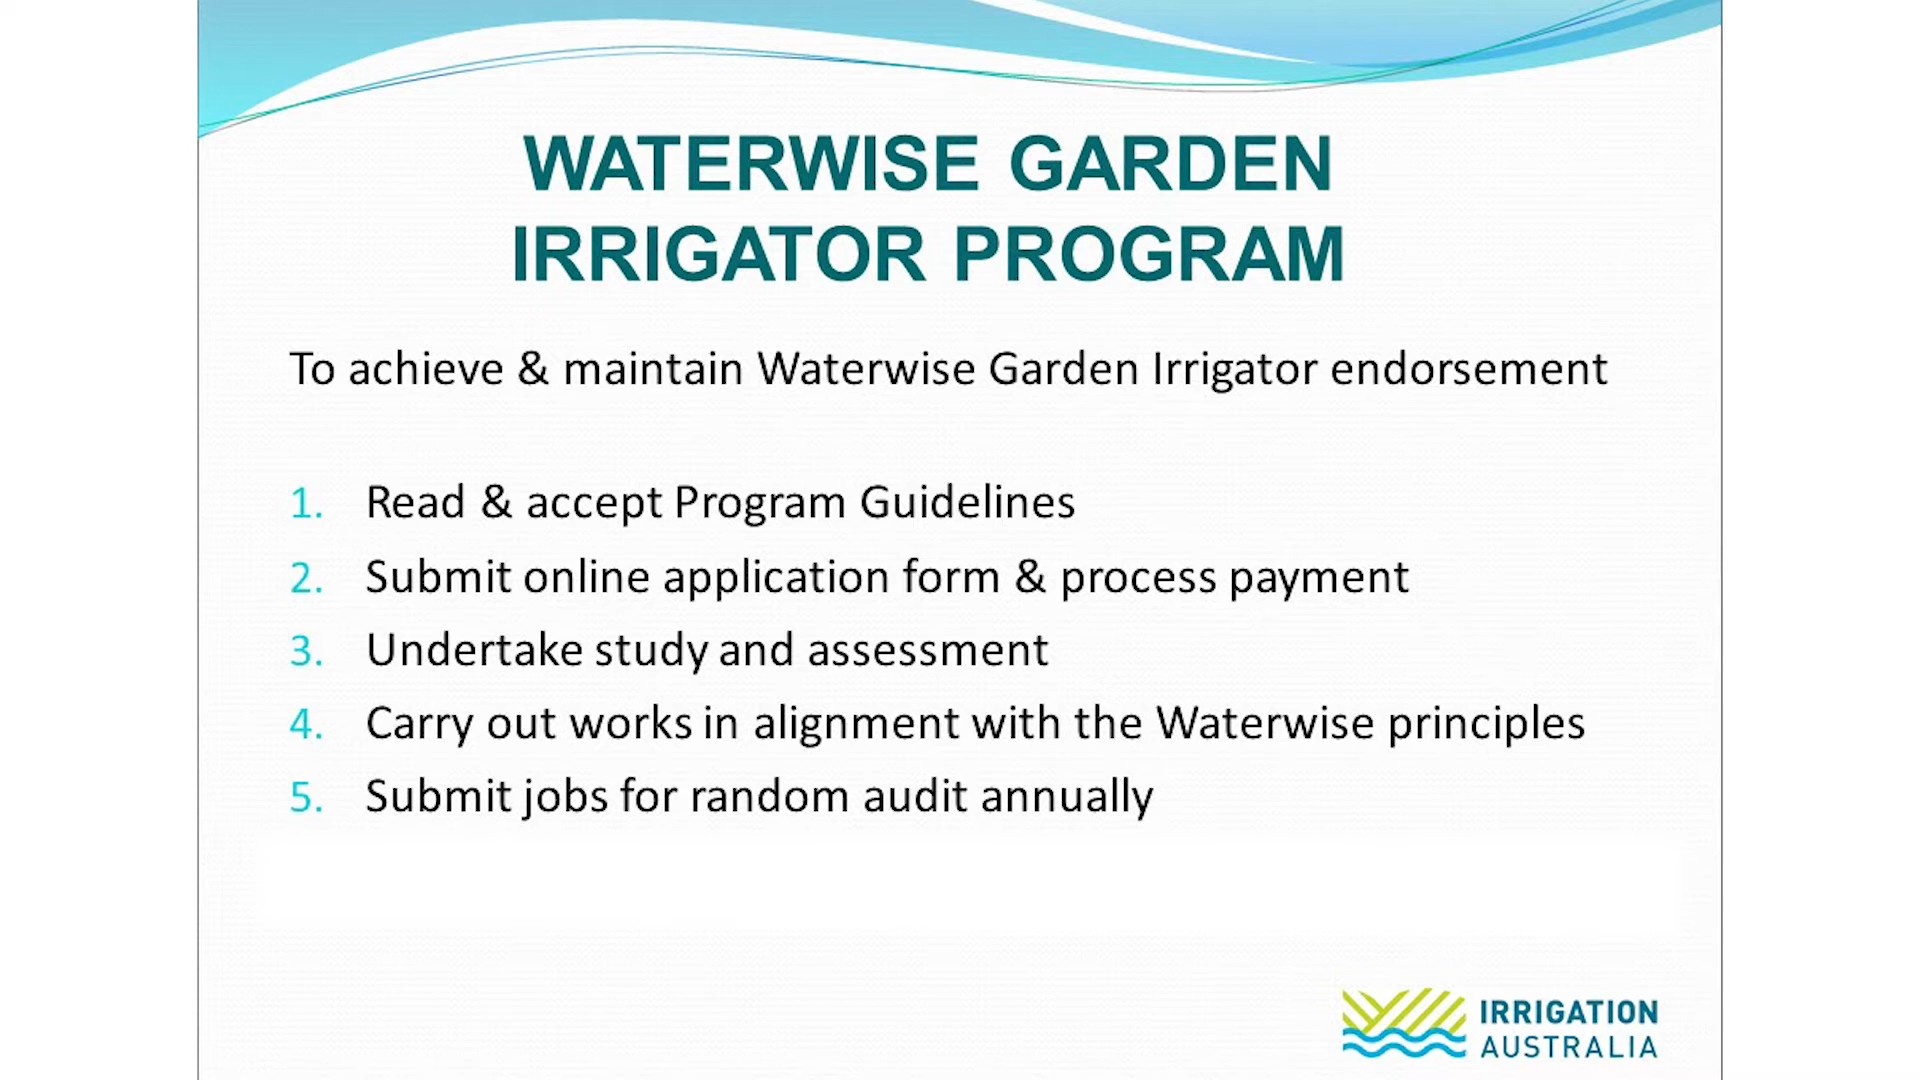 WATERWISE GARDEN
IRRIGATOR PROGRAM
To achieve & maintain Waterwise Garden Irrigator endorsement
1. Read & accept Program Guidelines
2. Submit online application form & process payment
3. Undertake study and assessment
4. Carry out works in alignment with the Waterwise principles
5. Submit jobs for random audit annually
IRRIGATION
AUSTRALIA